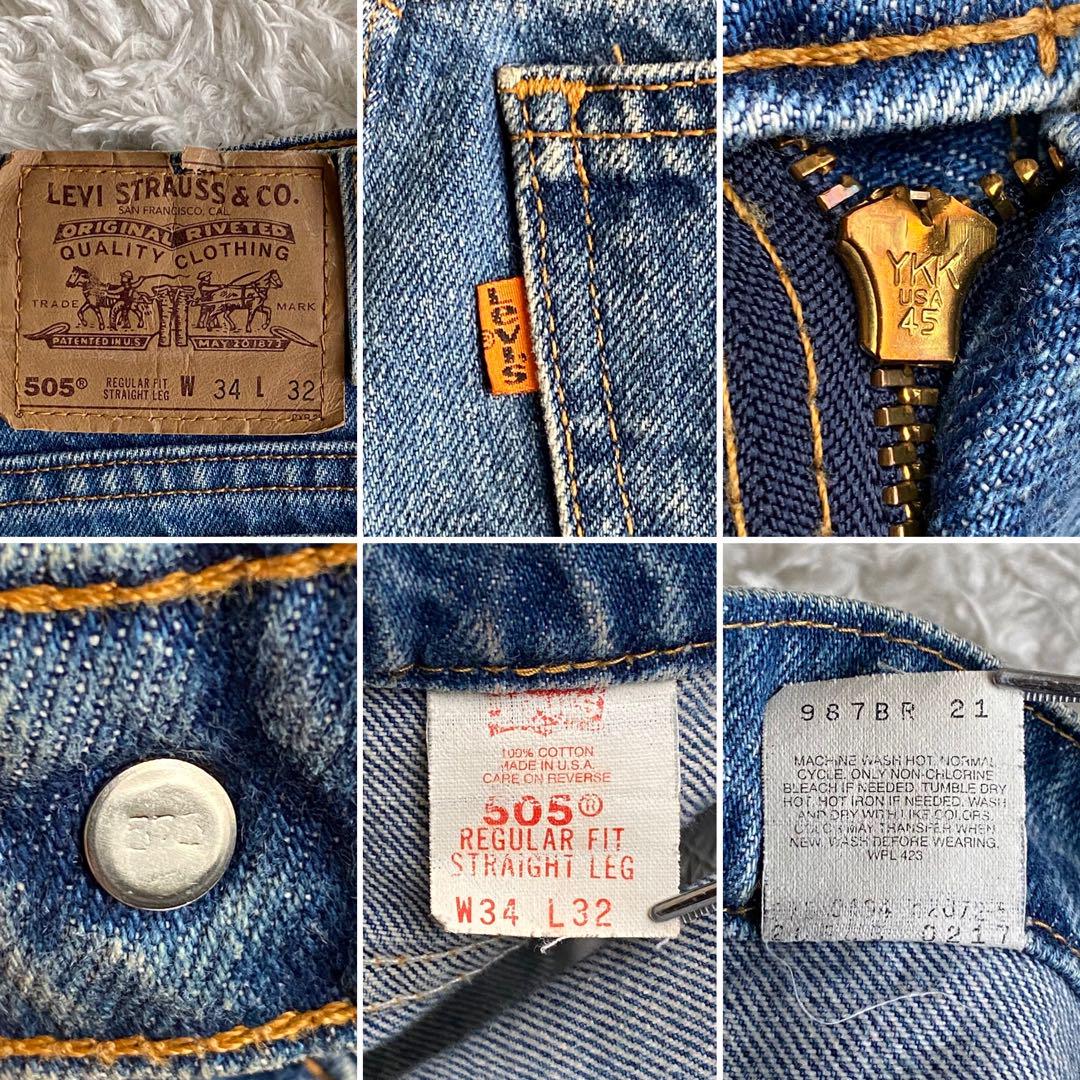 LEVI STRAUSS & CO.
SAN FRANCISCO, CAL.
ORIGINAL RIVETED
QUALITY CLOTHING
TRADE MARK
PATENTED IN U.S. MAY 20 1873
505® REGULAR FIT W 34 L 32
STRAIGHT LEG
® LEVI'S
YKK
USA
45
100% COTTON
MADE IN U.S.A.
CARE ON REVERSE
505®
REGULAR FIT
STRAIGHT LEG
W34 L32
987BR 21
MACHINE WASH HOT, NORMAL
CYCLE, ONLY NON-CHLORINE
BLEACH IF NEEDED, TUMBLE DRY
HOT, HOT IRON IF NEEDED, WASH
AND DRY WITH LIKE COLORS.
COLOR MAY TRANSFER WHEN
NEW, WASH BEFORE WEARING.
WPL 423
0217